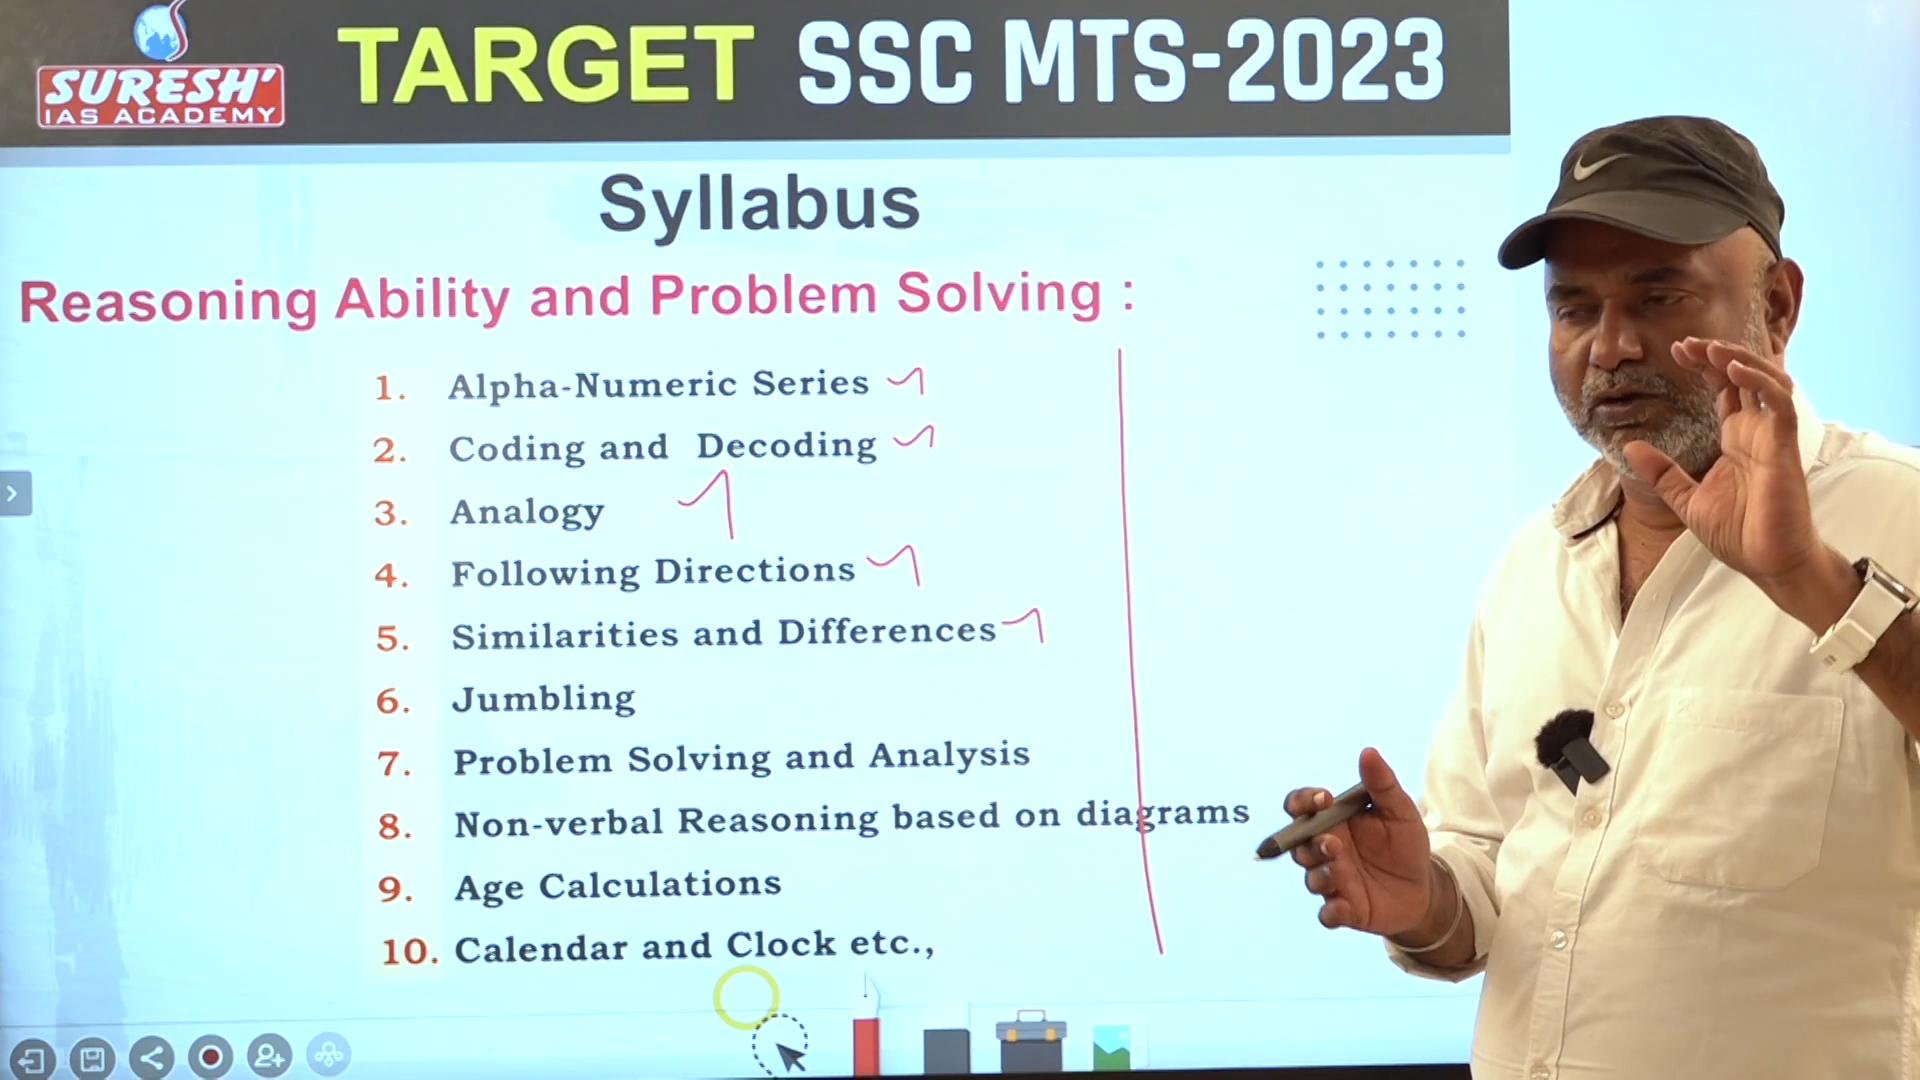 SURESH'
IAS ACADEMY
TARGET SSC MTS-2023
Syllabus
Reasoning Ability and Problem Solving :
1. Alpha-Numeric Series
2. Coding and Decoding
3. Analogy
4. Following Directions
5. Similarities and Differences
6. Jumbling
7. Problem Solving and Analysis
8. Non-verbal Reasoning based on diagrams
9. Age Calculations
10. Calendar and Clock etc.,